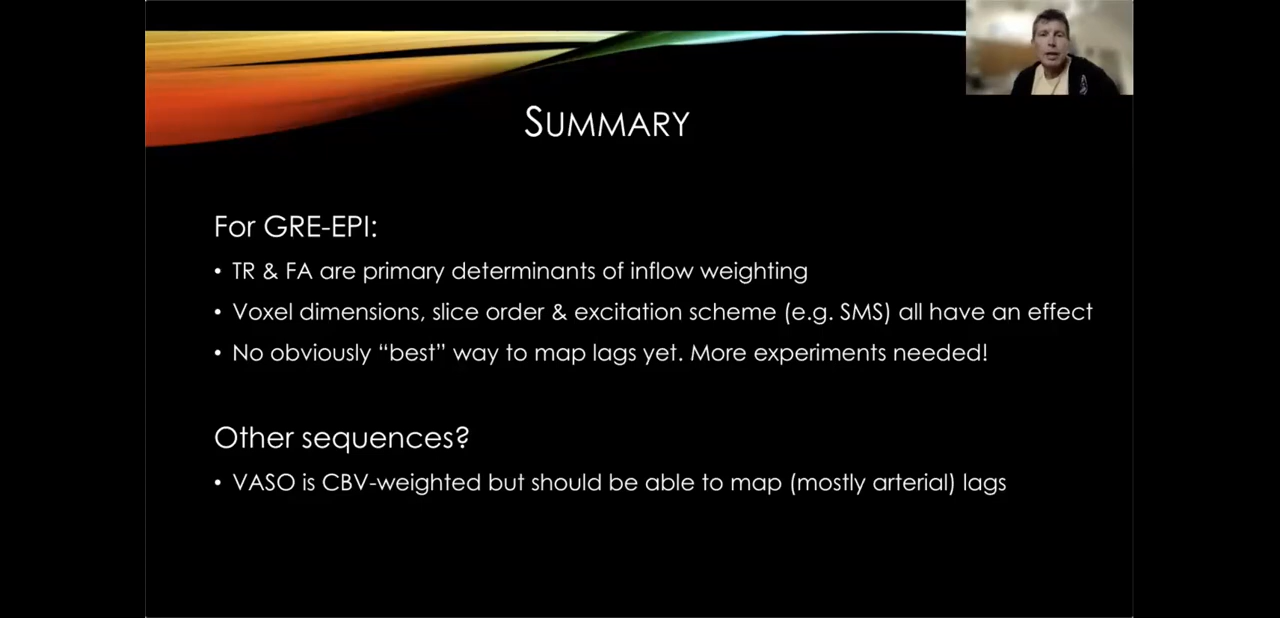 SUMMARY
For GRE-EPI:
• TR & FA are primary determinants of inflow weighting
• Voxel dimensions, slice order & excitation scheme (e.g. SMS) all have an effect
• No obviously “best” way to map lags yet. More experiments needed!
Other sequences?
• VASO is CBV-weighted but should be able to map (mostly arterial) lags